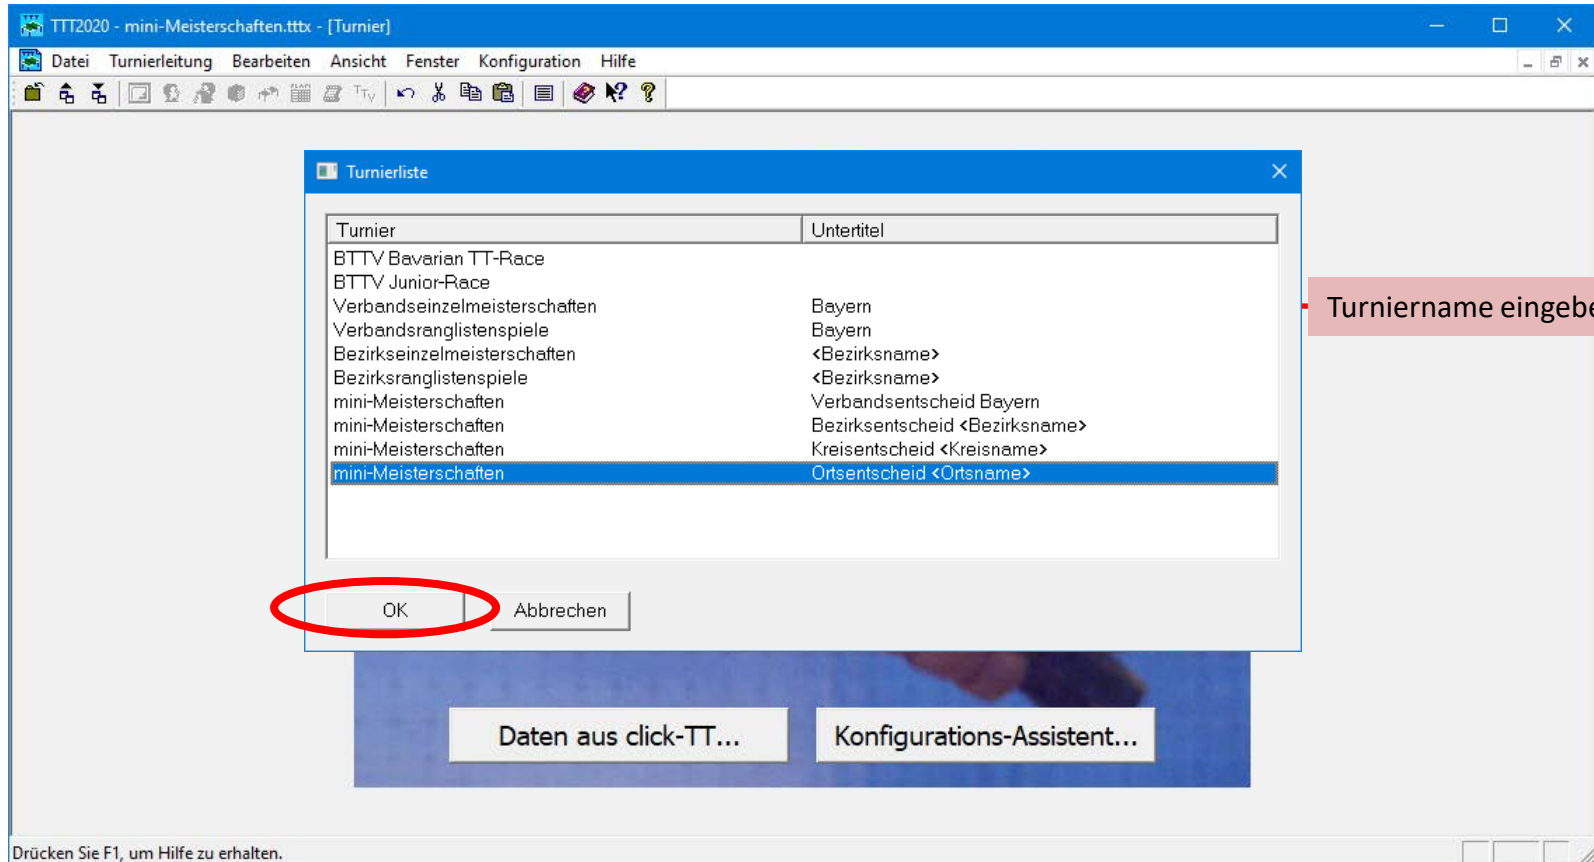 TTT2020 - mini-Meisterschaften.tttx - [Turnier]
Datei Turnierleitung Bearbeiten Ansicht Fenster Konfiguration Hilfe
Turnierliste
Turnier Untertitel
BTTV Bavarian TT-Race
BTTV Junior-Race
Verbandseinzelmeisterschaften Bayern
Verbandsranglistenspiele Bayern
Bezirkseinzelmeisterschaften <Bezirksname>
Bezirksranglistenspiele <Bezirksname>
mini-Meisterschaften Verbandsentscheid Bayern
mini-Meisterschaften Bezirksentscheid <Bezirksname>
mini-Meisterschaften Kreisentscheid <Kreisname>
mini-Meisterschaften Ortsentscheid <Ortsname>
Turniername eingebe
OK Abbrechen
Daten aus click-TT... Konfigurations-Assistent...
Drücken Sie F1, um Hilfe zu erhalten.